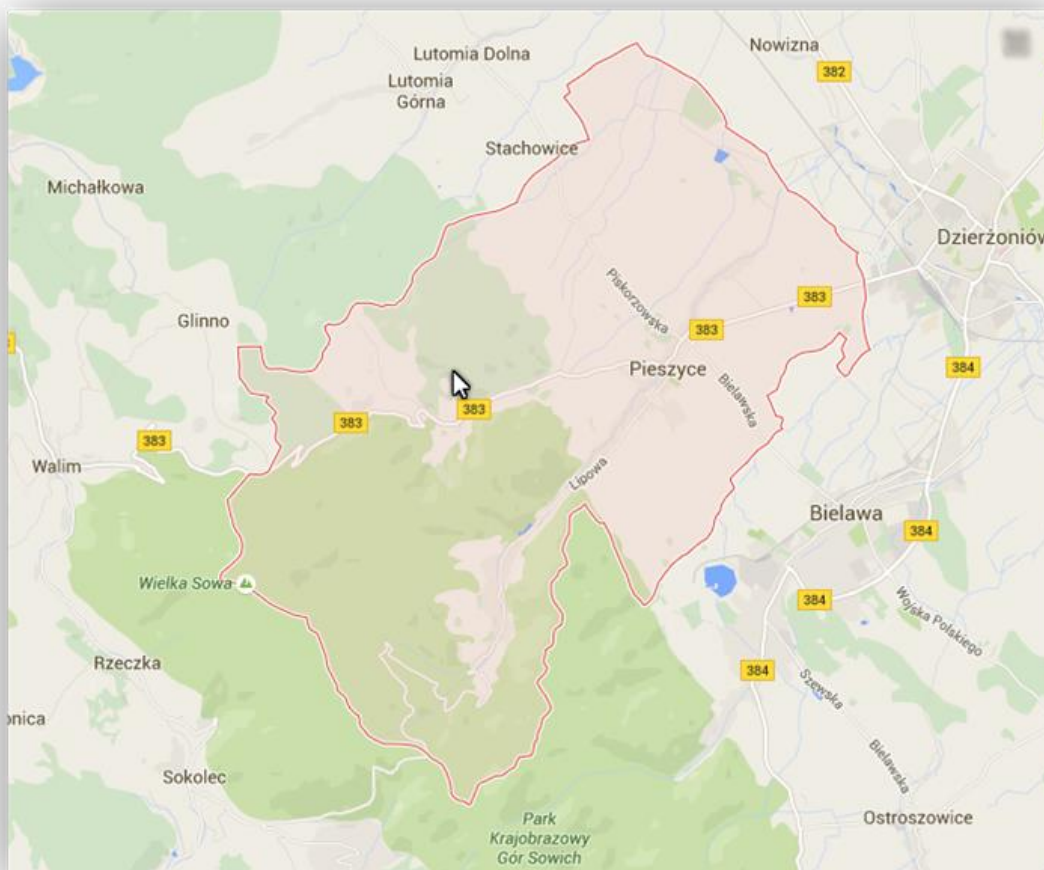 Nowizna
Lutomia Dolna
382
Lutomia
Górna
Stachowice
Michałkowa
Dzierżoniów
Piskorzowska
383
Glinno
383
384
Pieszyce
Bielawska
383
383
383
Walim
Lipowa
Bielawa
384
Wielka Sowa
384
Wojska Polskiego
Rzeczka
384
Szewska
onica
Bielawska
Sokolec
Ostroszowice
Park
Krajobrazowy
Gór Sowich